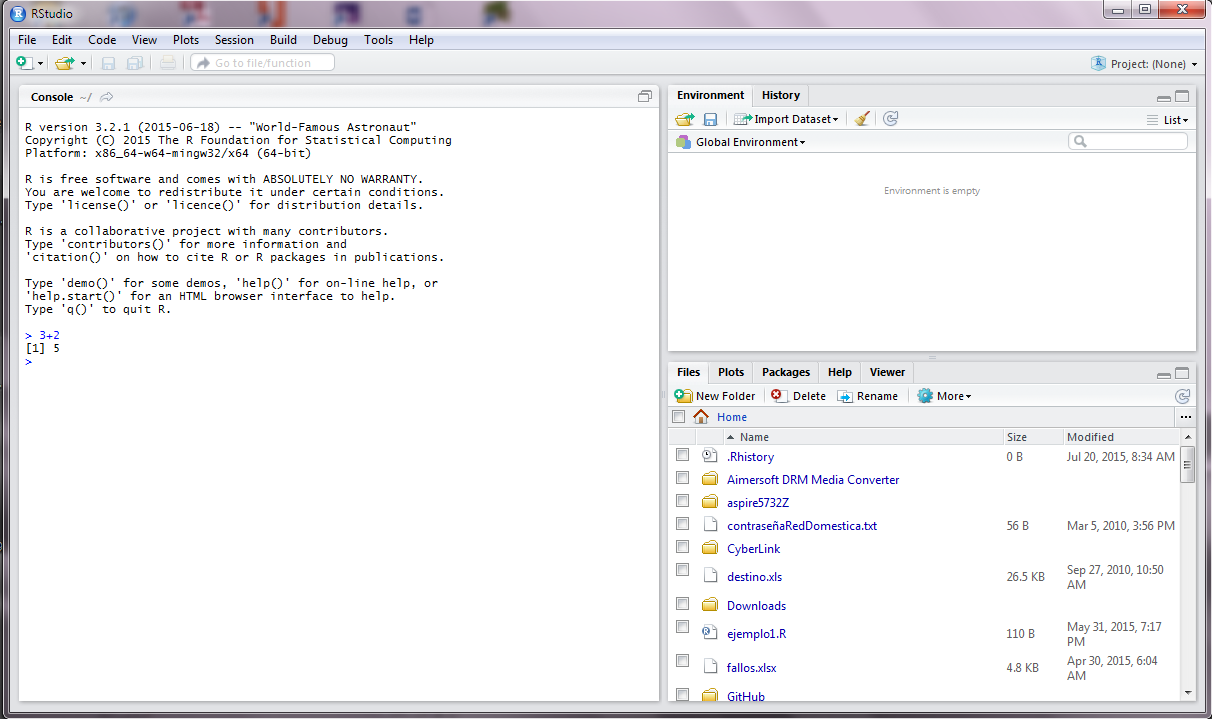 RStudio
File Edit Code View Plots Session Build Debug Tools Help
Go to file/function
Project: (None)
Console ~/
R version 3.2.1 (2015-06-18) -- "World-Famous Astronaut"
Copyright (C) 2015 The R Foundation for Statistical Computing
Platform: x86_64-w64-mingw32/x64 (64-bit)
R is free software and comes with ABSOLUTELY NO WARRANTY.
You are welcome to redistribute it under certain conditions.
Type 'license()' or 'licence()' for distribution details.
R is a collaborative project with many contributors.
Type 'contributors()' for more information and
'citation()' on how to cite R or R packages in publications.
Type 'demo()' for some demos, 'help()' for on-line help, or
'help.start()' for an HTML browser interface to help.
Type 'q()' to quit R.
> 3+2
[1] 5
>
Environment History
Import Dataset List
Global Environment
Environment is empty
Files Plots Packages Help Viewer
New Folder Delete Rename More
Home ...
Name Size Modified
.Rhistory 0 B Jul 20, 2015, 8:34 AM
Aimersoft DRM Media Converter
aspire5732Z
contraseñaRedDomestica.txt 56 B Mar 5, 2010, 3:56 PM
CyberLink
destino.xls 26.5 KB Sep 27, 2010, 10:50
AM
Downloads
ejemplo1.R 110 B May 31, 2015, 7:17
PM
fallos.xlsx 4.8 KB Apr 30, 2015, 6:04
AM
GitHub